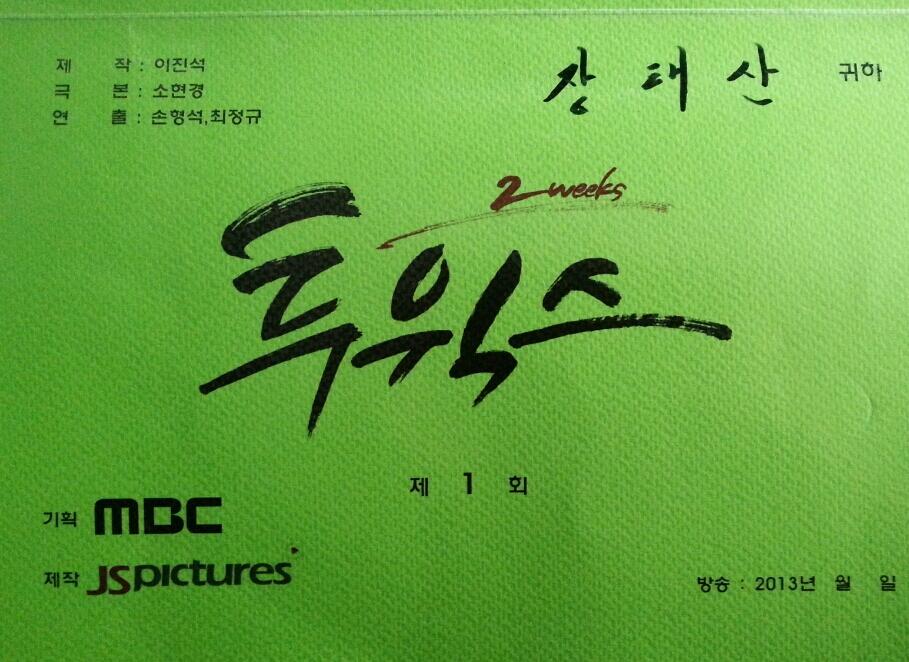 제 작 : 이진석
극 본 : 소현경
연 출 : 손형석,최정규
장 태 산 귀하
2 weeks
투윅스
제 1 회
기획 MBC
제작 JSpictures
방송 : 2013년 월 일